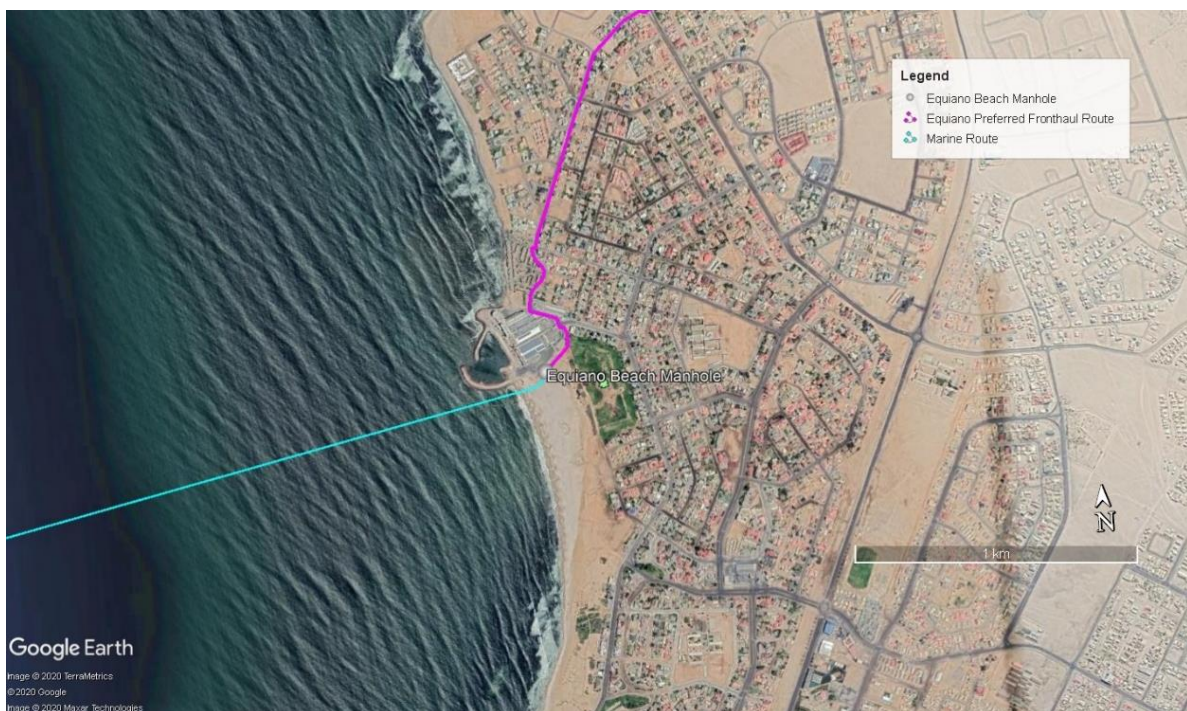 Legend
Equiano Beach Manhole
Equiano Preferred Fronthaul Route
Marine Route
Equiano Beach Manhole
N
1 km
Google Earth
Image © 2020 TerraMetrics
© 2020 Google
Image © 2020 Maxar Technologies